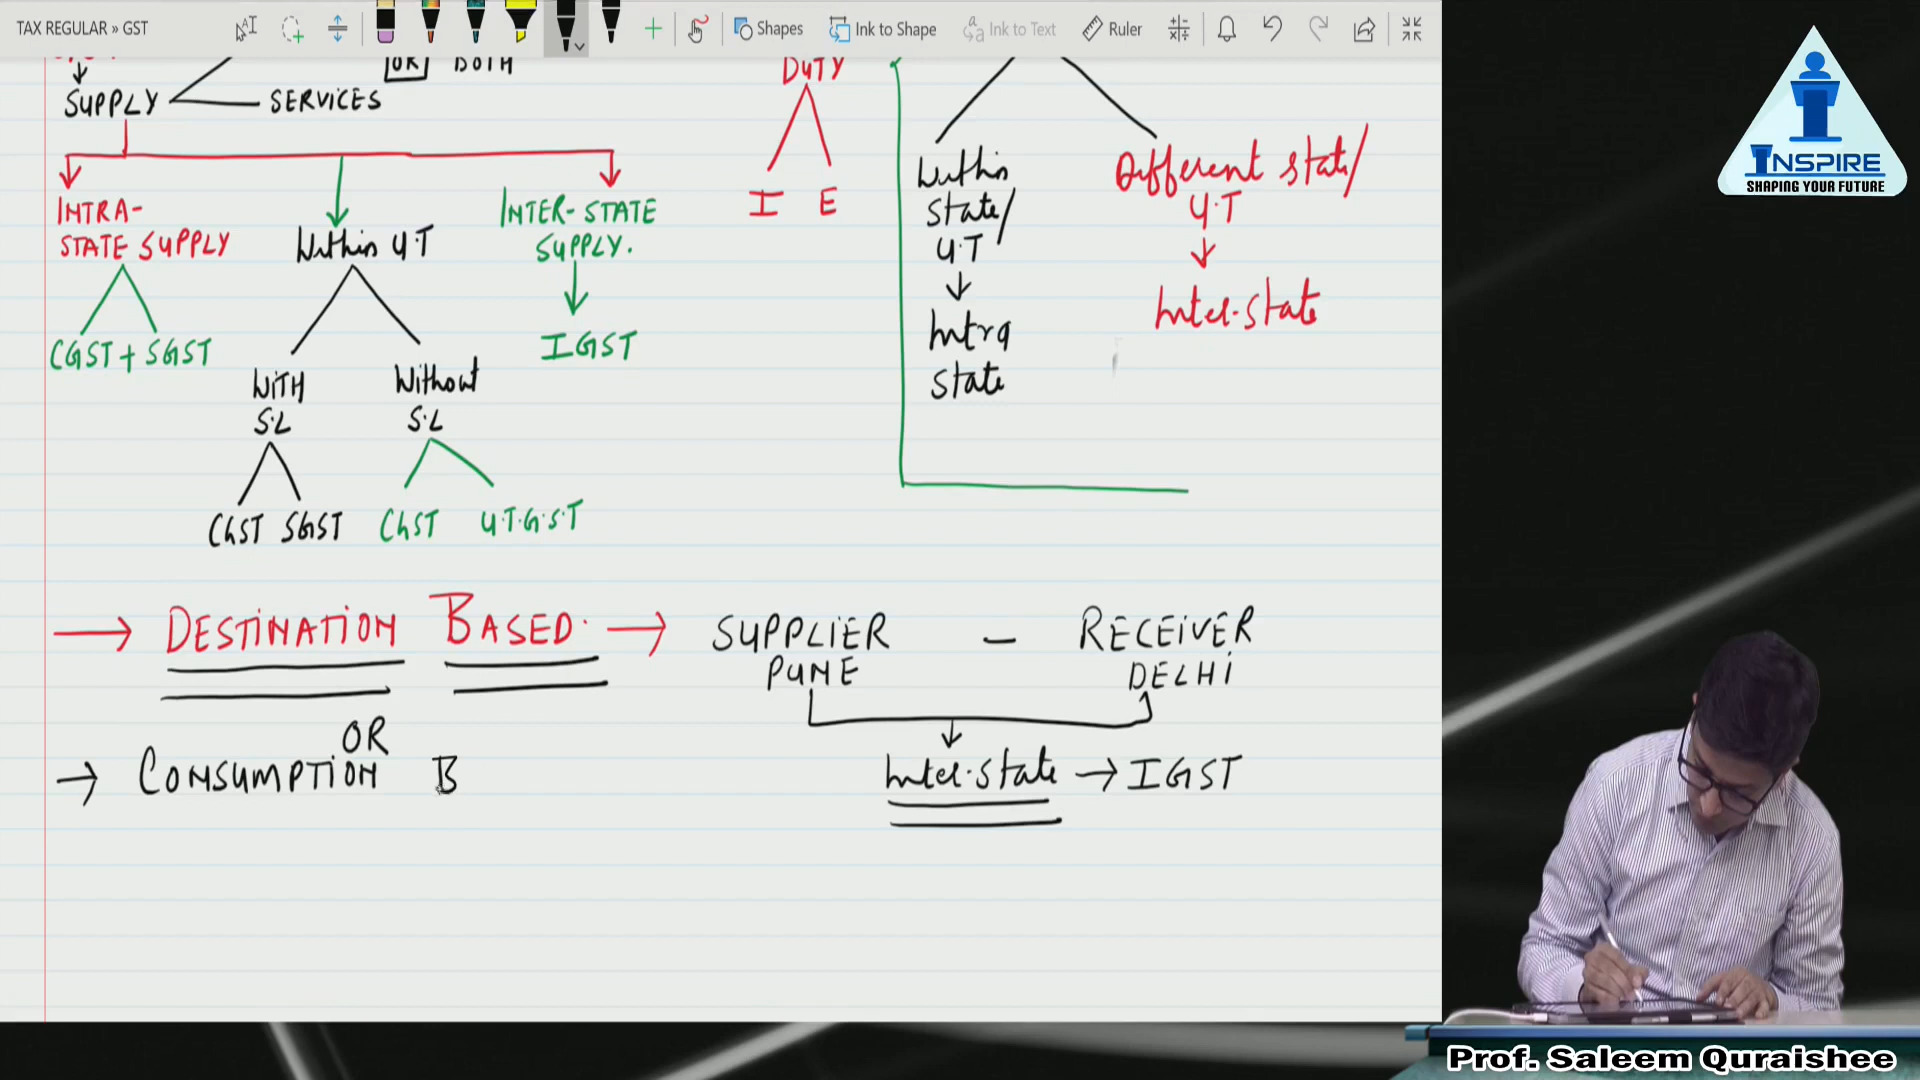 TAX REGULAR » GST
Shapes
Ink to Shape
Ink to Text
Ruler
INSPIRE
SHAPING YOUR FUTURE
OR BOTH
SUPPLY
SERVICES
INTRA-
STATE SUPPLY
CGST + SGST
Within U.T
WITH
S.L
Without
S.L
CGST SGST
CGST U.T.G.S.T
INTER-STATE
SUPPLY.
IGST
DUTY
I E
Within
State/
U.T
Intra
State
Different State/
U.T
Inter-State
→ DESTINATION BASED. → SUPPLIER - RECEIVER
PUNE DELHI
OR
→ CONSUMPTION B
Inter-State → IGST
Prof. Saleem Quraishee